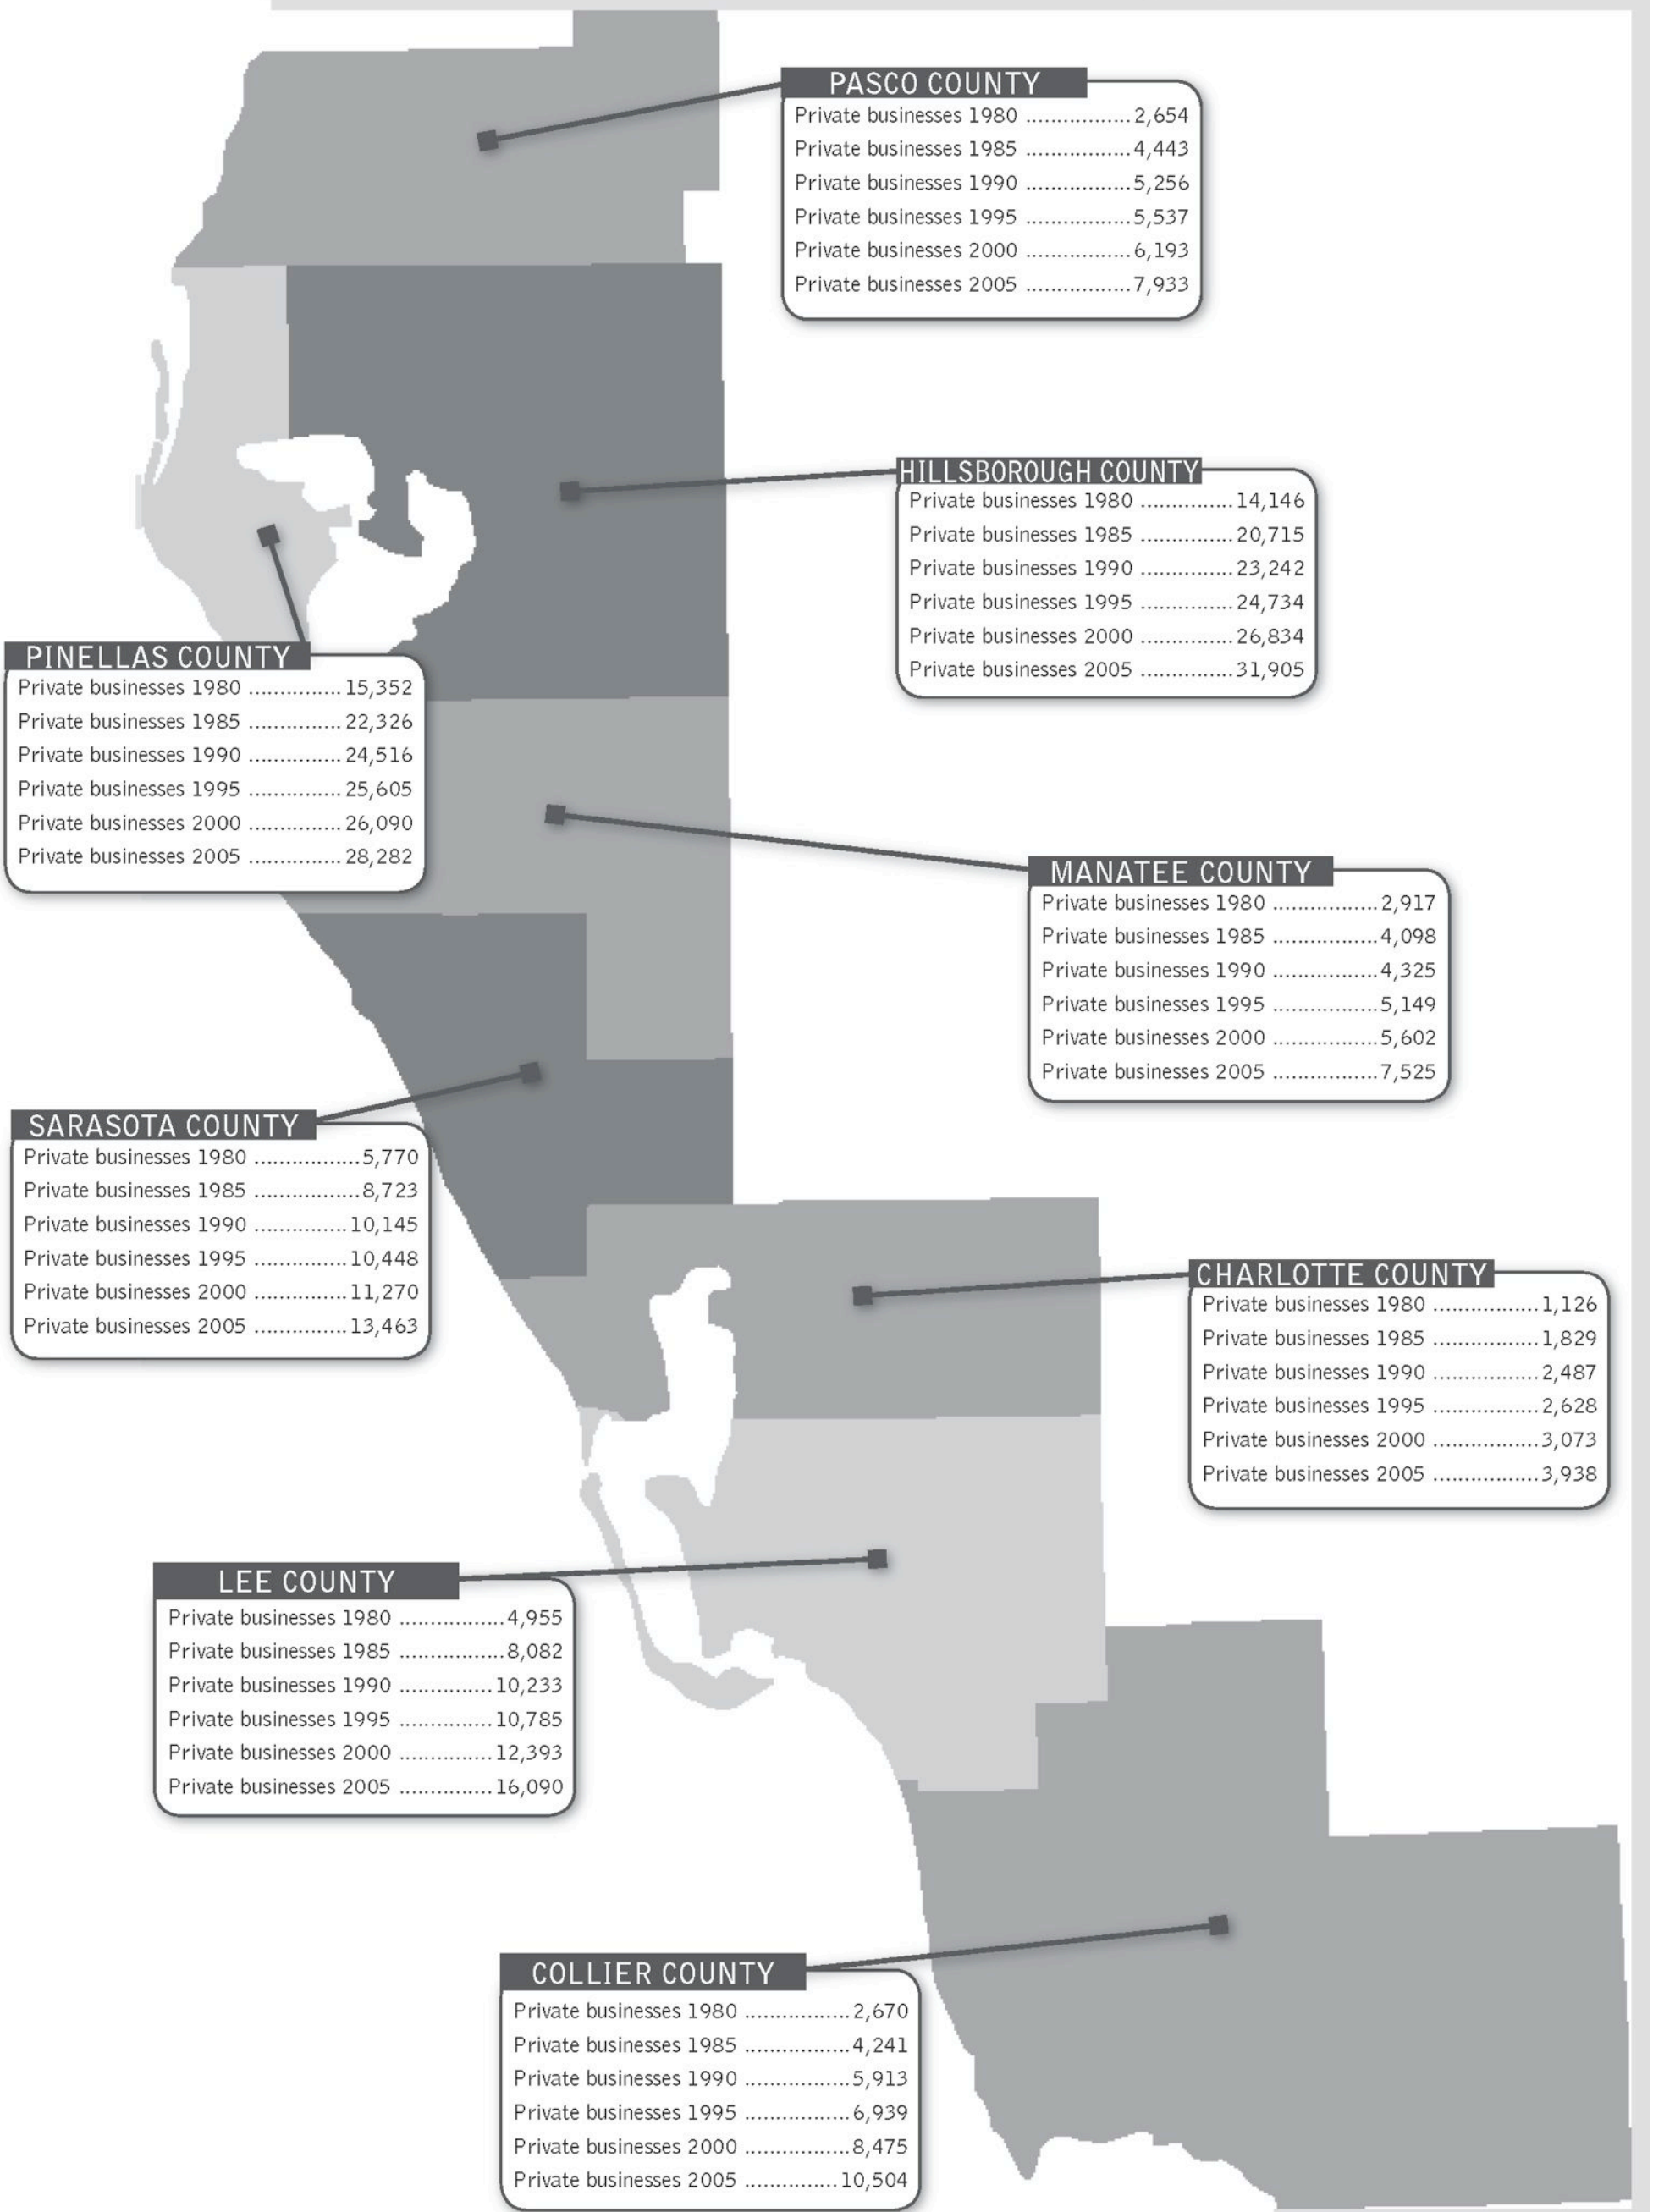 PASCO COUNTY
Private businesses 1980 .................2,654
Private businesses 1985 .................4,443
Private businesses 1990 .................5,256
Private businesses 1995 .................5,537
Private businesses 2000 .................6,193
Private businesses 2005 .................7,933
HILLSBOROUGH COUNTY
Private businesses 1980 ...............14,146
Private businesses 1985 ...............20,715
Private businesses 1990 ...............23,242
Private businesses 1995 ...............24,734
Private businesses 2000 ...............26,834
Private businesses 2005 ...............31,905
PINELLAS COUNTY
Private businesses 1980 ...............15,352
Private businesses 1985 ...............22,326
Private businesses 1990 ...............24,516
Private businesses 1995 ...............25,605
Private businesses 2000 ...............26,090
Private businesses 2005 ...............28,282
MANATEE COUNTY
Private businesses 1980 .................2,917
Private businesses 1985 .................4,098
Private businesses 1990 .................4,325
Private businesses 1995 .................5,149
Private businesses 2000 .................5,602
Private businesses 2005 .................7,525
SARASOTA COUNTY
Private businesses 1980 .................5,770
Private businesses 1985 .................8,723
Private businesses 1990 ...............10,145
Private businesses 1995 ...............10,448
Private businesses 2000 ...............11,270
Private businesses 2005 ...............13,463
CHARLOTTE COUNTY
Private businesses 1980 .................1,126
Private businesses 1985 .................1,829
Private businesses 1990 .................2,487
Private businesses 1995 .................2,628
Private businesses 2000 .................3,073
Private businesses 2005 .................3,938
LEE COUNTY
Private businesses 1980 .................4,955
Private businesses 1985 .................8,082
Private businesses 1990 ...............10,233
Private businesses 1995 ...............10,785
Private businesses 2000 ...............12,393
Private businesses 2005 ...............16,090
COLLIER COUNTY
Private businesses 1980 .................2,670
Private businesses 1985 .................4,241
Private businesses 1990 .................5,913
Private businesses 1995 .................6,939
Private businesses 2000 .................8,475
Private businesses 2005 ...............10,504